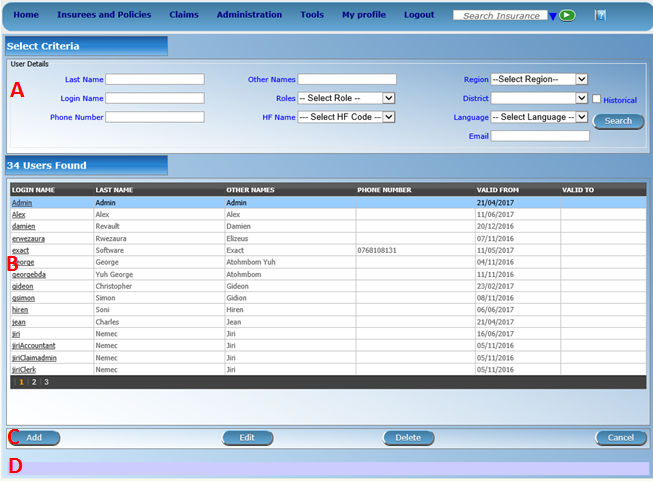 Home Insurees and Policies Claims Administration Tools My profile Logout Search Insurance ?
Select Criteria
User Details
A
Last Name Other Names Region --Select Region--
Login Name Roles -- Select Role -- District Historical
Phone Number HF Name --- Select HF Code -- Language -- Select Language -- Search
Email
34 Users Found
LOGIN NAME LAST NAME OTHER NAMES PHONE NUMBER VALID FROM VALID TO
Admin Admin Admin 21/04/2017
Alex Alex Alex 11/06/2017
damien Revault Damien 20/12/2016
erwezaura Rwezaura Elizeus 07/11/2016
exact Software Exact 0768108131 11/05/2017
george George Atohmbom Yuh 04/11/2016
B
georgebda Yuh George Atohmbom 11/11/2016
gideon Christopher Gideon 23/02/2017
gsimon Simon Gidion 08/11/2016
hiren Soni Hiren 06/06/2017
jean Charles Jean 21/04/2017
jiri Nemec Jiri 16/06/2017
jiriAccountant Nemec Jiri 05/11/2016
jiriClaimadmin Nemec Jiri 05/11/2016
jiriClerk Nemec Jiri 05/11/2016
1 2 3
C Add Edit Delete Cancel
D